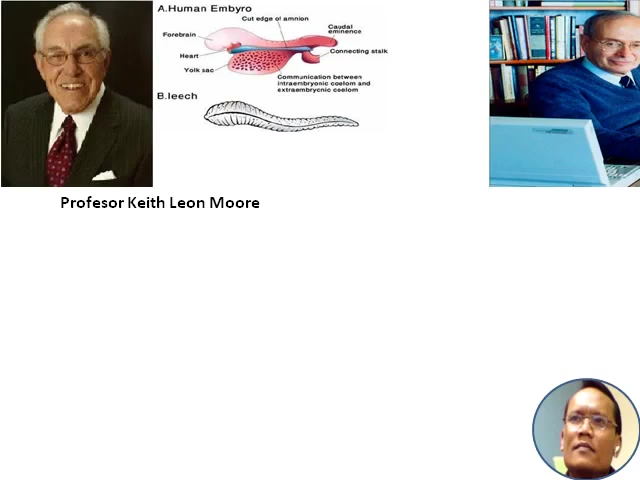 A.Human Embyro
Cut edge of amnion
Caudal
eminence
Forebrain
Connecting stalk
Heart
Yolk sac
Communication between
intraembryonic coelom and
extraembrycnic coelom
B.leech
Profesor Keith Leon Moore